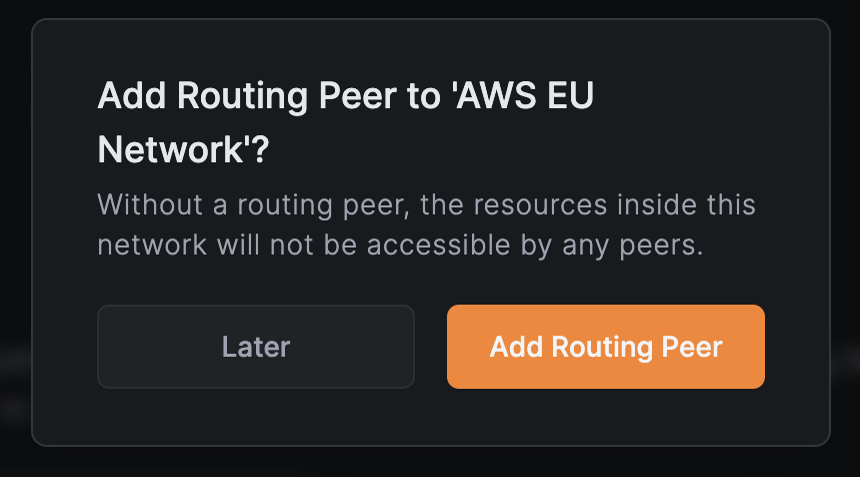 Add Routing Peer to 'AWS EU
Network'?
Without a routing peer, the resources inside this
network will not be accessible by any peers.
Later
Add Routing Peer